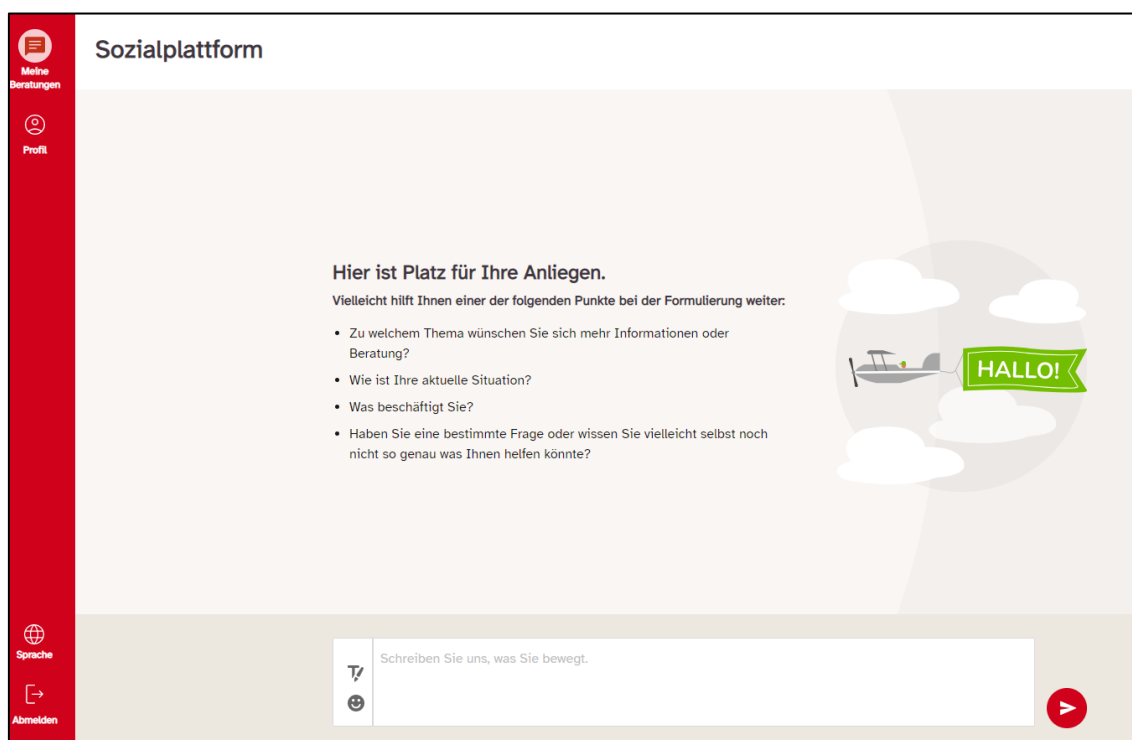 Meine
Beratungen
Profil
Sprache
Abmelden
Sozialplattform
Hier ist Platz für Ihre Anliegen.
Vielleicht hilft Ihnen einer der folgenden Punkte bei der Formulierung weiter:
• Zu welchem Thema wünschen Sie sich mehr Informationen oder
Beratung?
• Wie ist Ihre aktuelle Situation?
• Was beschäftigt Sie?
• Haben Sie eine bestimmte Frage oder wissen Sie vielleicht selbst noch
nicht so genau was Ihnen helfen könnte?
HALLO!
Schreiben Sie uns, was Sie bewegt.